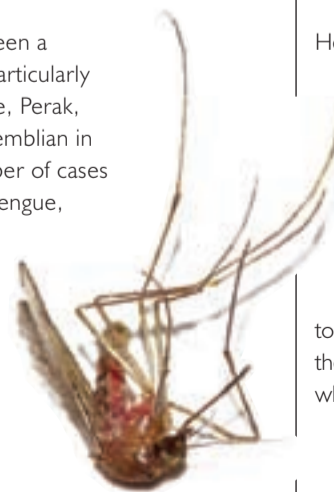 een a
articularly
e, Perak,
emblian in
ber of cases
engue,
He
to
the
wh